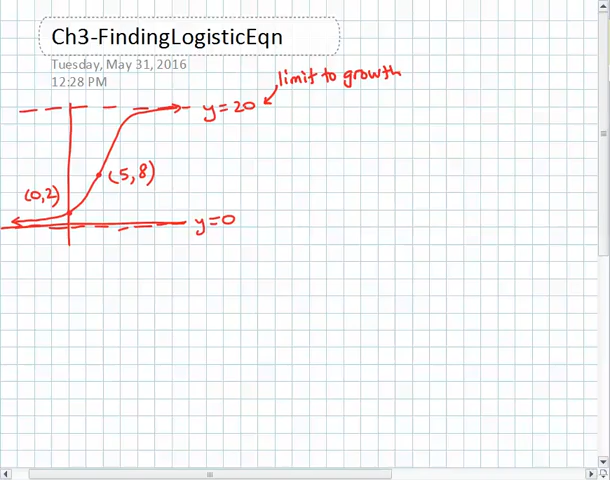 Ch3-FindingLogisticEqn
Tuesday, May 31, 2016
12:28 PM
limit to growth
y=20
(5,8)
(0,2)
y=0